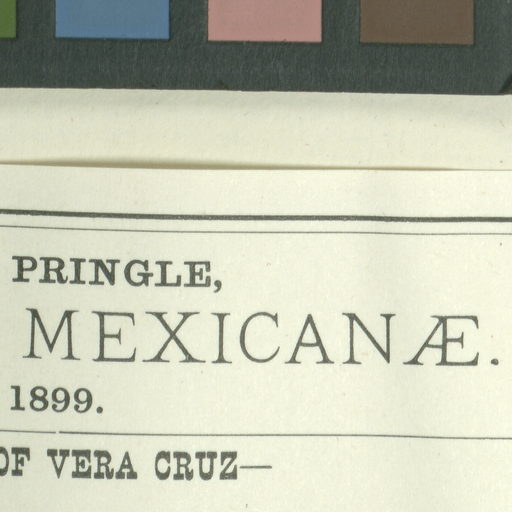 PRINGLE,
MEXICANÆ.
1899.
OF VERA CRUZ—